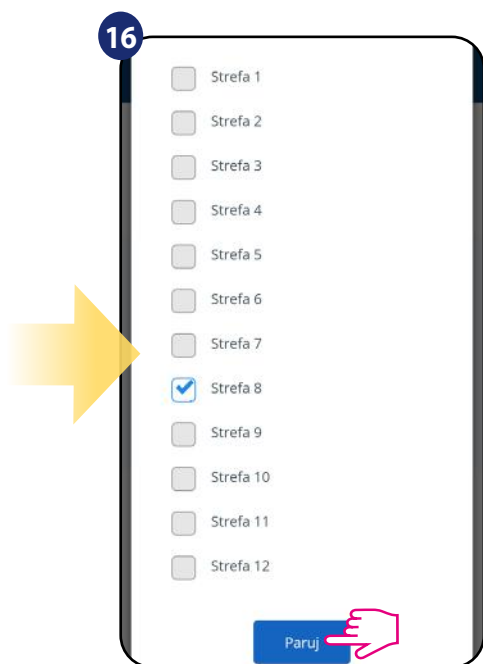 16
Strefa 1
Strefa 2
Strefa 3
Strefa 4
Strefa 5
Strefa 6
Strefa 7
Strefa 8
Strefa 9
Strefa 10
Strefa 11
Strefa 12
Paruj